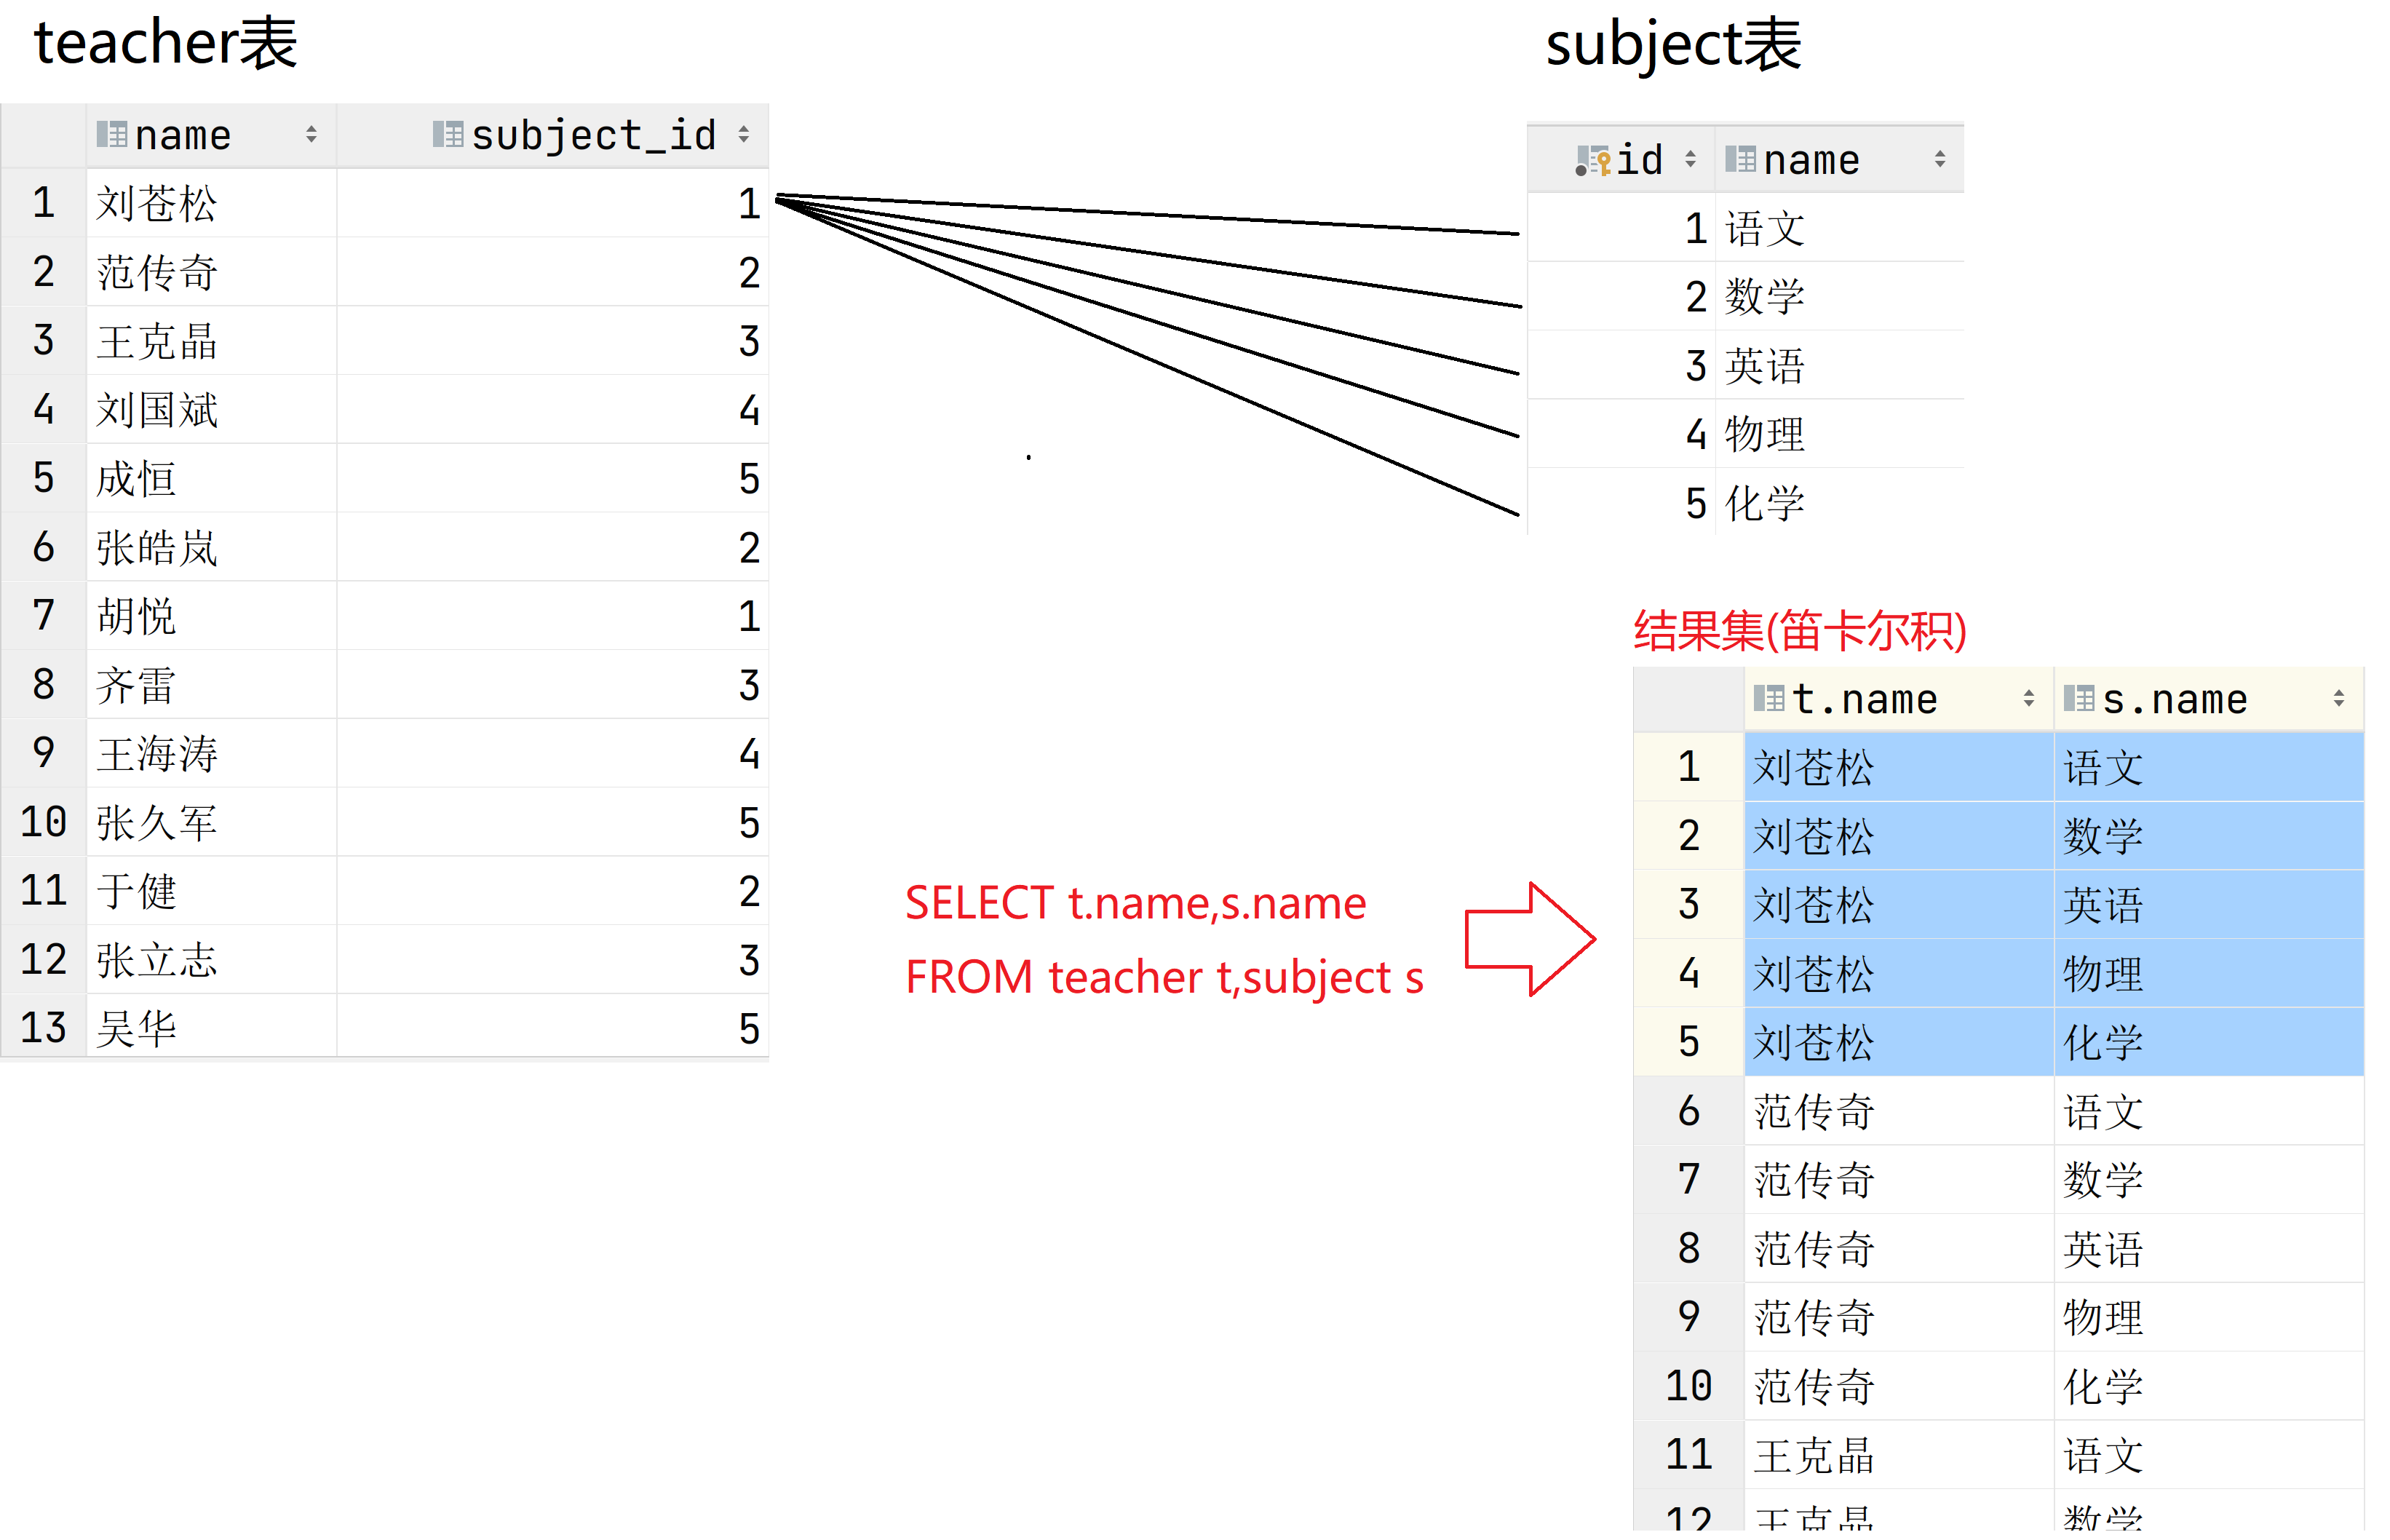 teacher表
name subject_id
1 刘苍松 1
2 范传奇 2
3 王克晶 3
4 刘国斌 4
5 成恒 5
6 张皓岚 2
7 胡悦 1
8 齐雷 3
9 王海涛 4
10 张久军 5
11 于健 2
12 张立志 3
13 吴华 5
subject表
id name
1 语文
2 数学
3 英语
4 物理
5 化学
SELECT t.name,s.name
FROM teacher t,subject s
结果集(笛卡尔积)
t.name s.name
1 刘苍松 语文
2 刘苍松 数学
3 刘苍松 英语
4 刘苍松 物理
5 刘苍松 化学
6 范传奇 语文
7 范传奇 数学
8 范传奇 英语
9 范传奇 物理
10 范传奇 化学
11 王克晶 语文
12 王克晶 数学